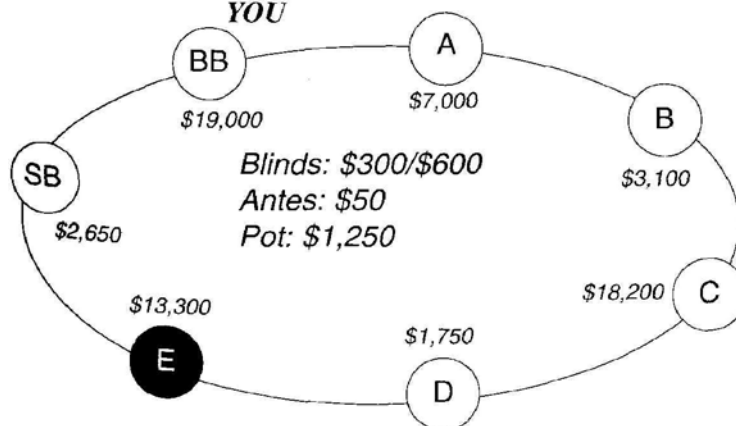 YOU
BB
A
$19,000
$7,000
B
$3,100
SB
$2,650
Blinds: $300/$600
Antes: $50
Pot: $1,250
$13,300
E
$1,750
D
$18,200
C